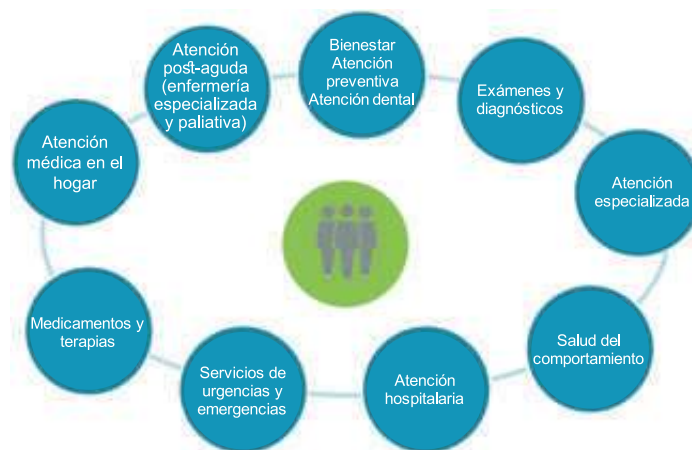 Bienestar
Atención
preventiva
Atención dental
Exámenes y
diagnósticos
Atención
especializada
Salud del
comportamiento
Atención
hospitalaria
Servicios de
urgencias y
emergencias
Medicamentos y
terapias
Atención
médica en el
hogar
Atención
post-aguda
(enfermería
especializada
y paliativa)